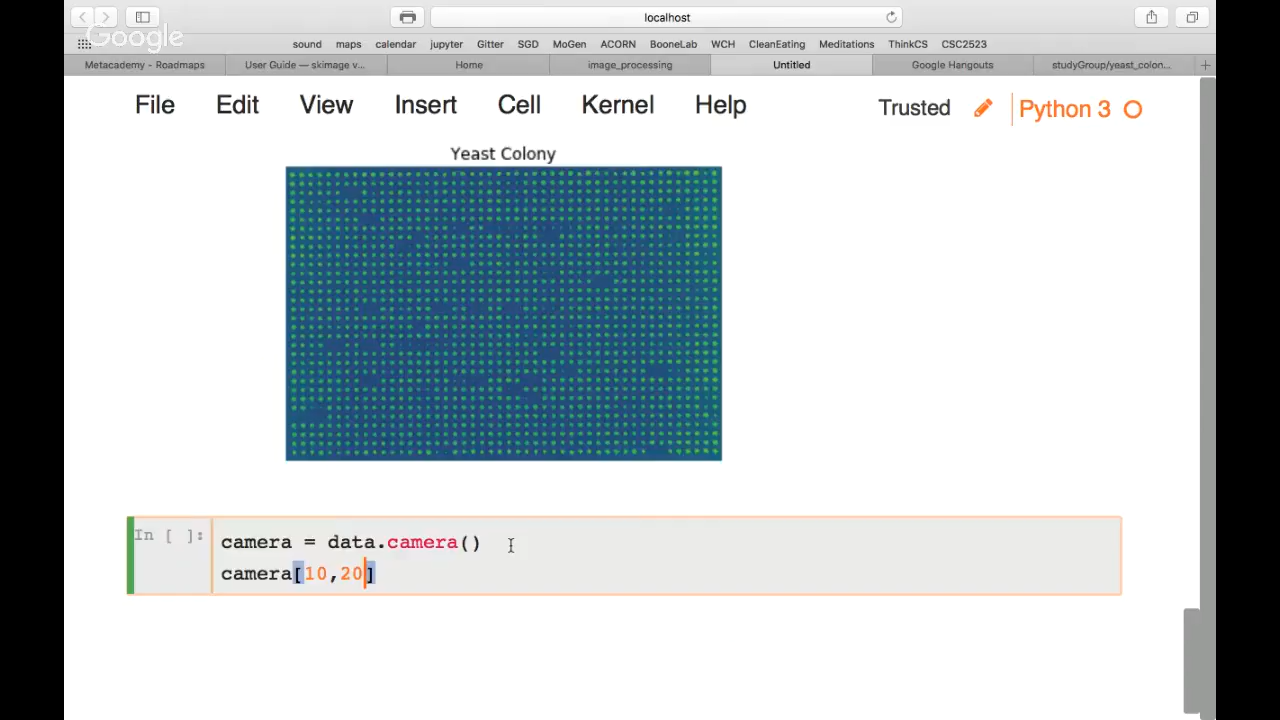 localhost
Google
sound maps calendar jupyter Gitter SGD MoGen ACORN BooneLab WCH CleanEating Meditations ThinkCS CSC2523
Metacademy - Roadmaps User Guide — skimage v... Home image_processing Untitled Google Hangouts studyGroup/yeast_colon...
File Edit View Insert Cell Kernel Help Trusted Python 3
Yeast Colony
In [ ]: camera = data.camera()
camera[10,20]